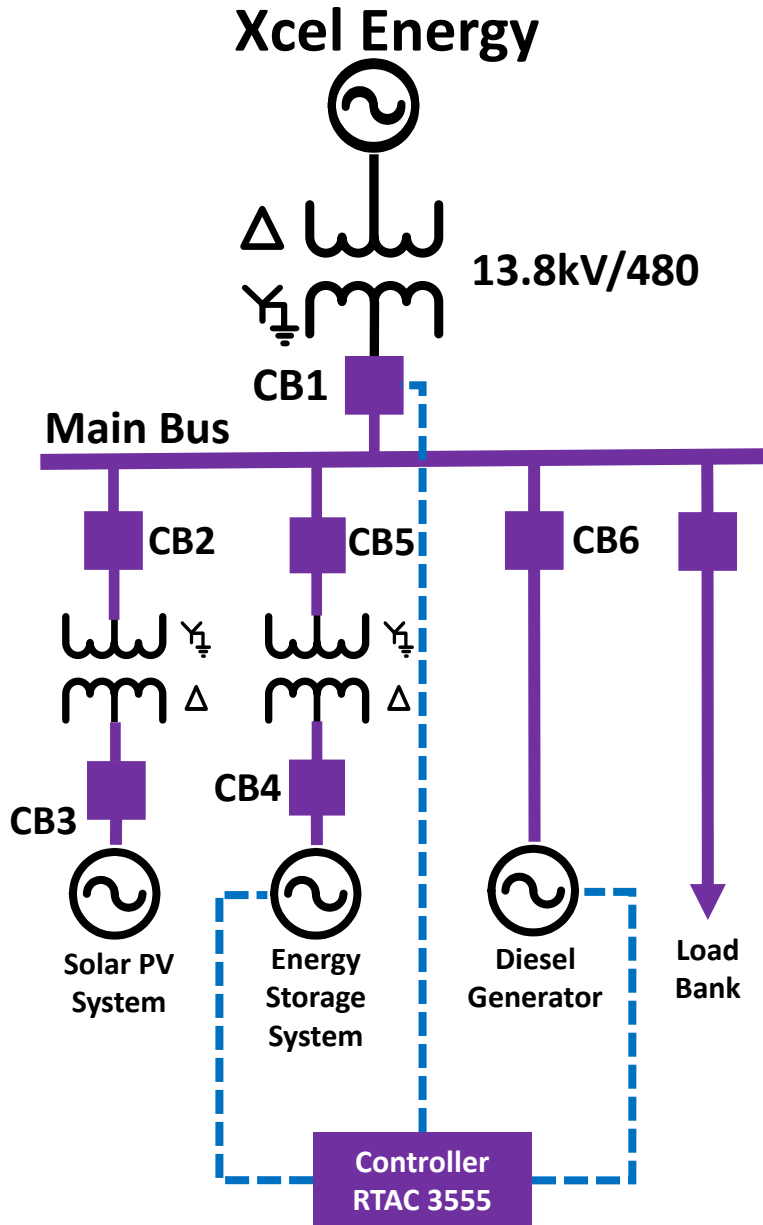 Xcel Energy
Δ
13.8kV/480
CB1
Main Bus
CB2
CB5
CB6
Δ
Δ
CB3
CB4
Solar PV
System
Energy
Storage
System
Diesel
Generator
Load
Bank
Controller
RTAC 3555